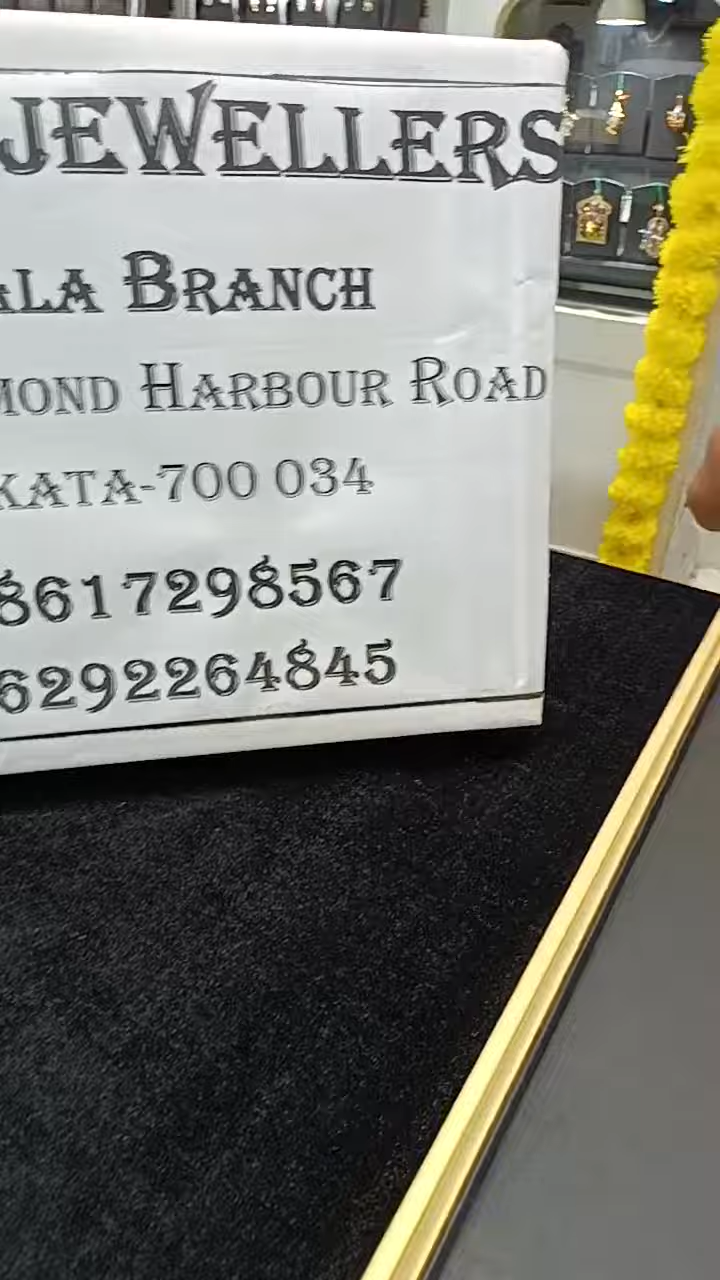 JEWELLERS
ALA BRANCH
MOND HARBOUR ROAD
KATA-700 034
8617298567
6292264845